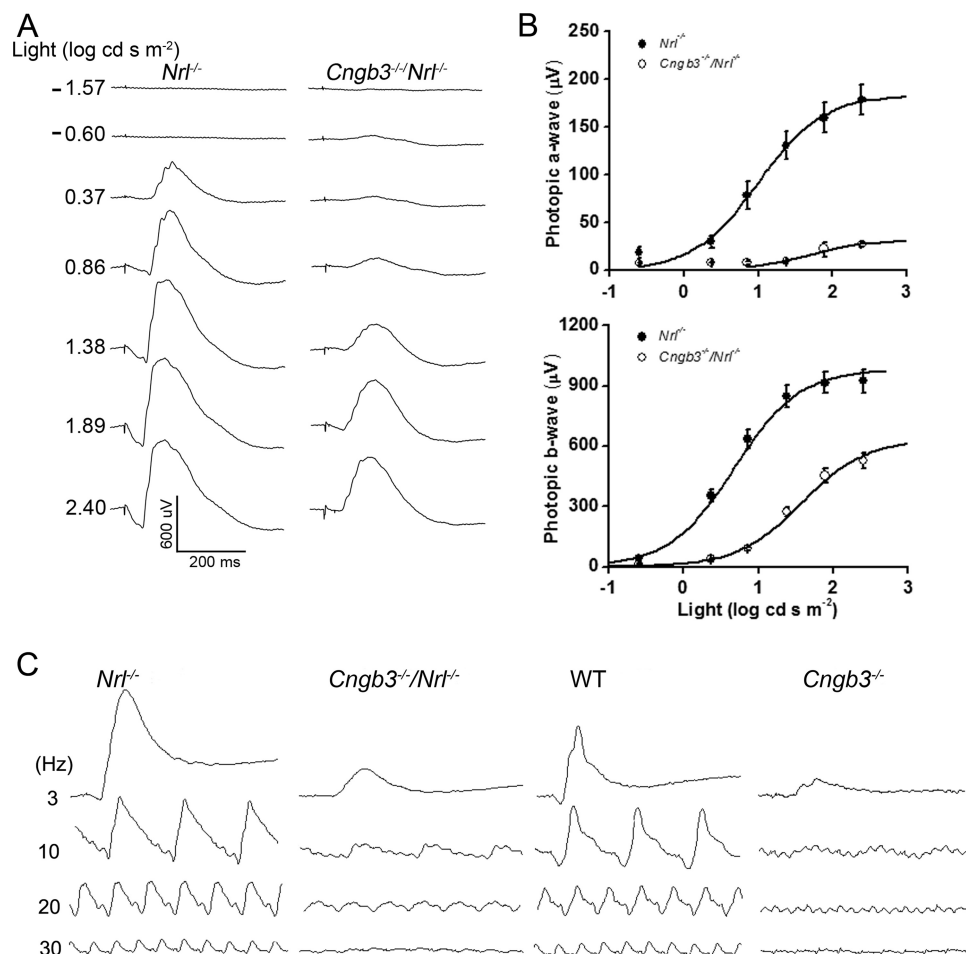 A
Light (log cd s m-2)
Nrl-/-
Cngb3-/-/Nrl-/-
-1.57
-0.60
0.37
0.86
1.38
1.89
2.40
600 uV
200 ms
B
250
200
150
100
50
0
Photopic a-wave (µV)
Nrl-/-
Cngb3-/-/Nrl-/-
-1 0 1 2 3
1200
900
600
300
0
Photopic b-wave (µV)
Nrl-/-
Cngb3-/-/Nrl-/-
-1 0 1 2 3
Light (log cd s m-2)
C
Nrl-/-
Cngb3-/-/Nrl-/-
WT
Cngb3-/-
(Hz)
3
10
20
30